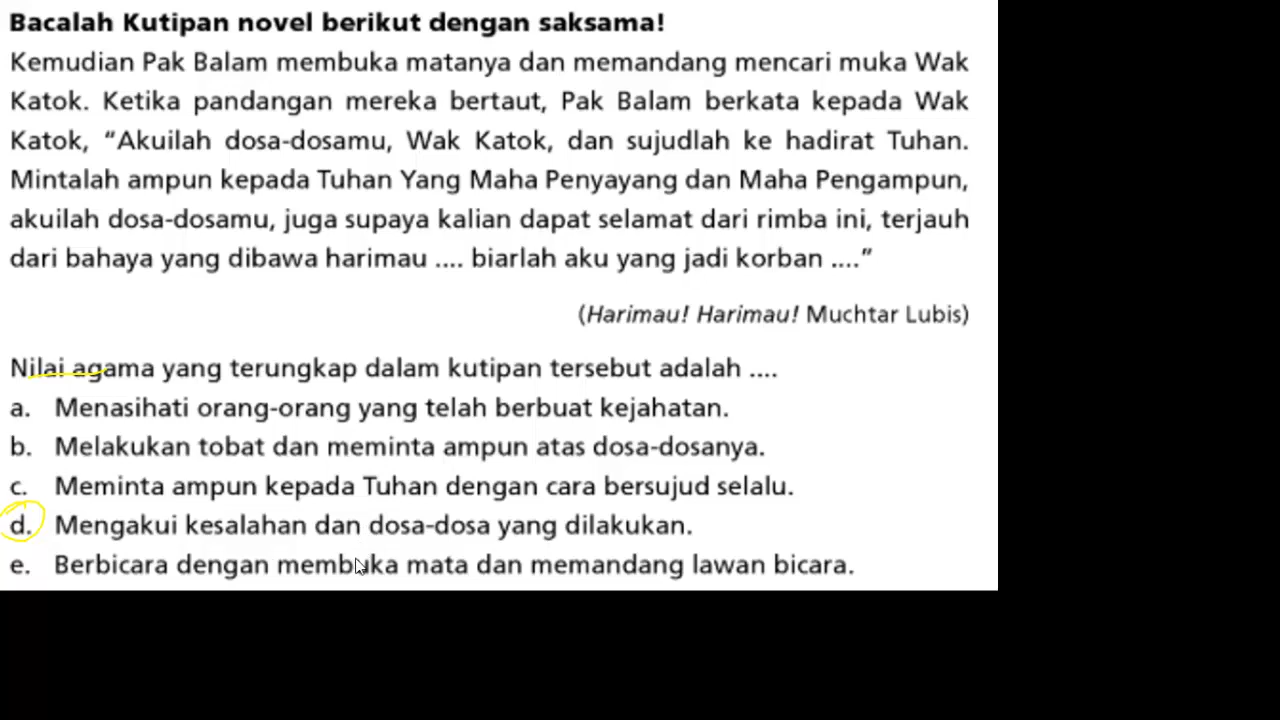 Bacalah Kutipan novel berikut dengan saksama!
Kemudian Pak Balam membuka matanya dan memandang mencari muka Wak
Katok. Ketika pandangan mereka bertaut, Pak Balam berkata kepada Wak
Katok, “Akuilah dosa-dosamu, Wak Katok, dan sujudlah ke hadirat Tuhan.
Mintalah ampun kepada Tuhan Yang Maha Penyayang dan Maha Pengampun,
akuilah dosa-dosamu, juga supaya kalian dapat selamat dari rimba ini, terjauh
dari bahaya yang dibawa harimau .... biarlah aku yang jadi korban ....”
(Harimau! Harimau! Muchtar Lubis)
Nilai agama yang terungkap dalam kutipan tersebut adalah ....
a. Menasihati orang-orang yang telah berbuat kejahatan.
b. Melakukan tobat dan meminta ampun atas dosa-dosanya.
c. Meminta ampun kepada Tuhan dengan cara bersujud selalu.
d. Mengakui kesalahan dan dosa-dosa yang dilakukan.
e. Berbicara dengan membuka mata dan memandang lawan bicara.